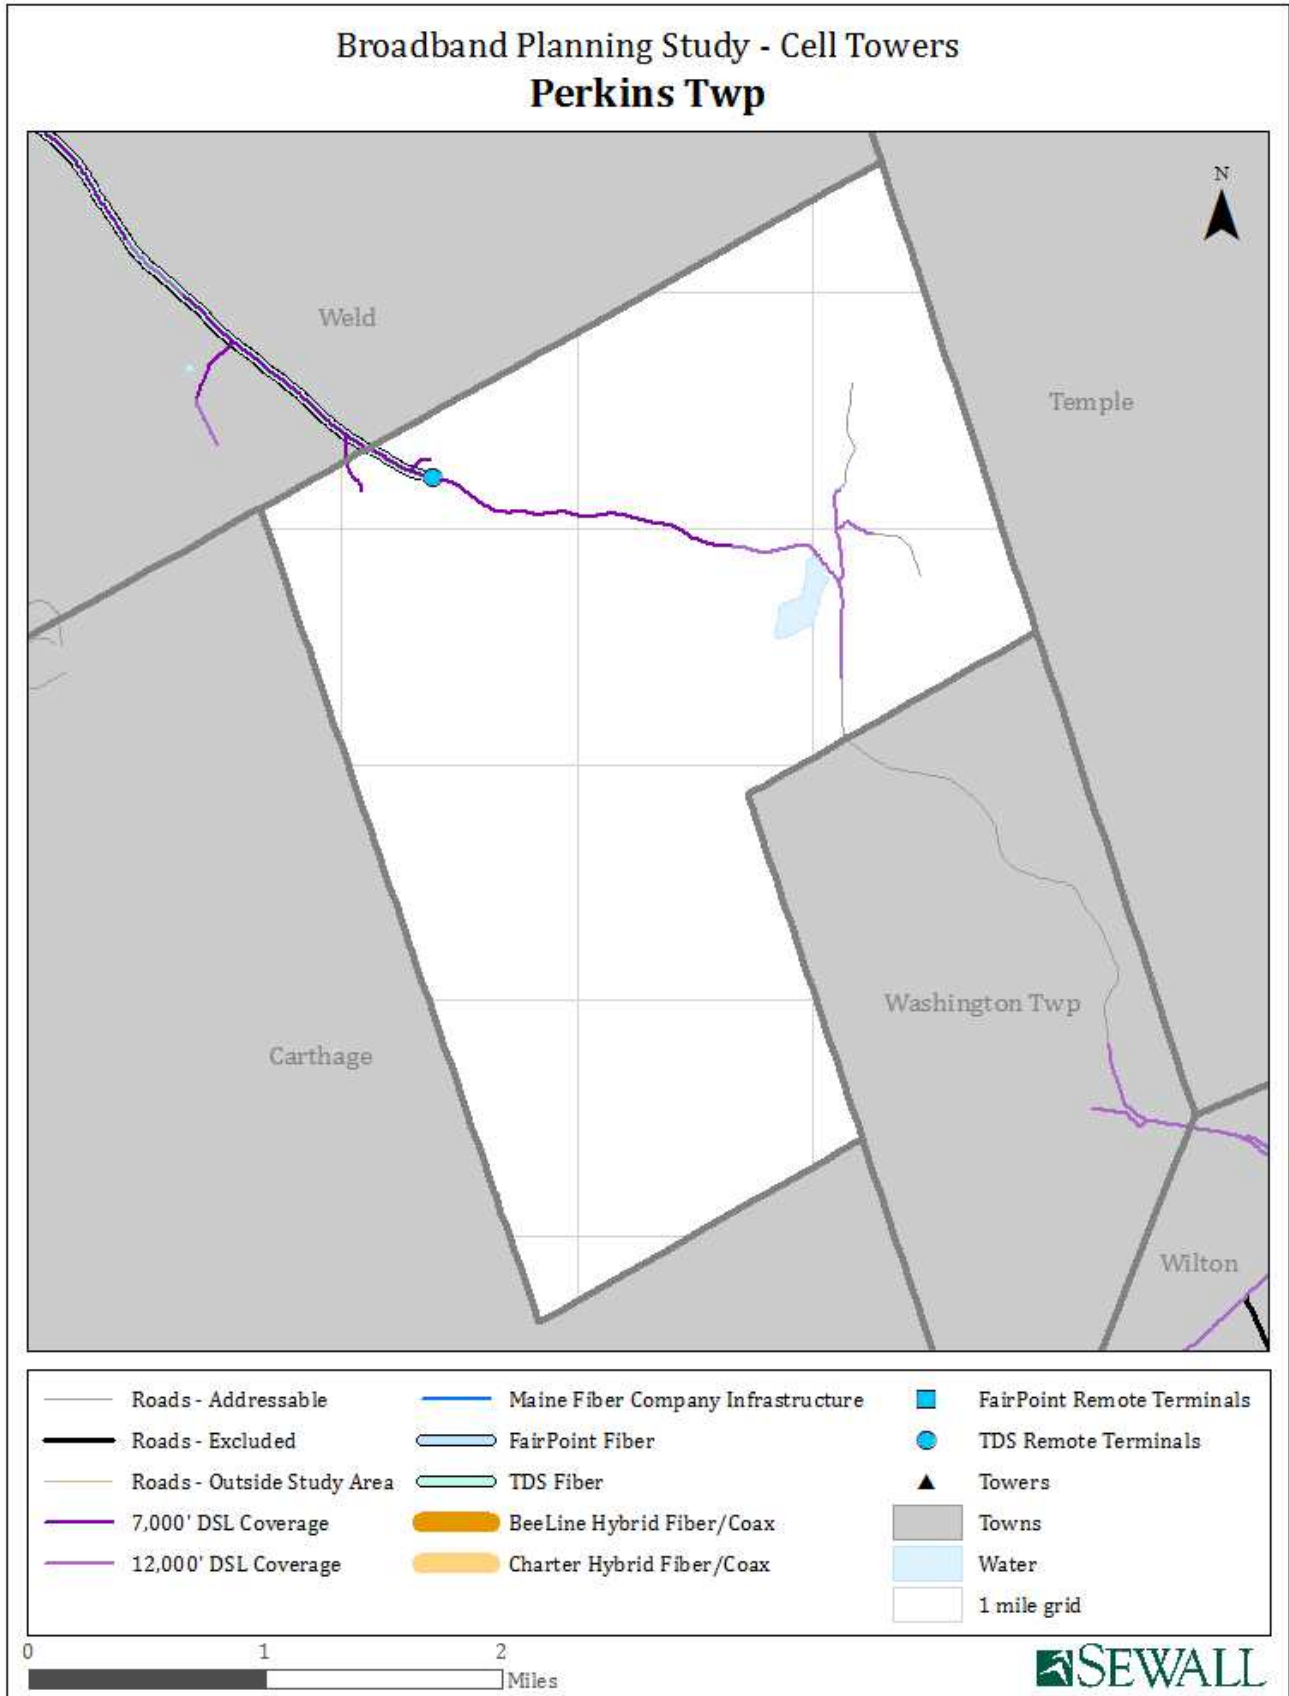 Broadband Planning Study - Cell Towers
Perkins Twp
N
Weld
Temple
Washington Twp
Carthage
Wilton
Roads - Addressable
Roads - Excluded
Roads - Outside Study Area
7,000' DSL Coverage
12,000' DSL Coverage
Maine Fiber Company Infrastructure
FairPoint Fiber
TDS Fiber
BeeLine Hybrid Fiber/Coax
Charter Hybrid Fiber/Coax
FairPoint Remote Terminals
TDS Remote Terminals
Towers
Towns
Water
1 mile grid
0 1 2
Miles
SEWALL